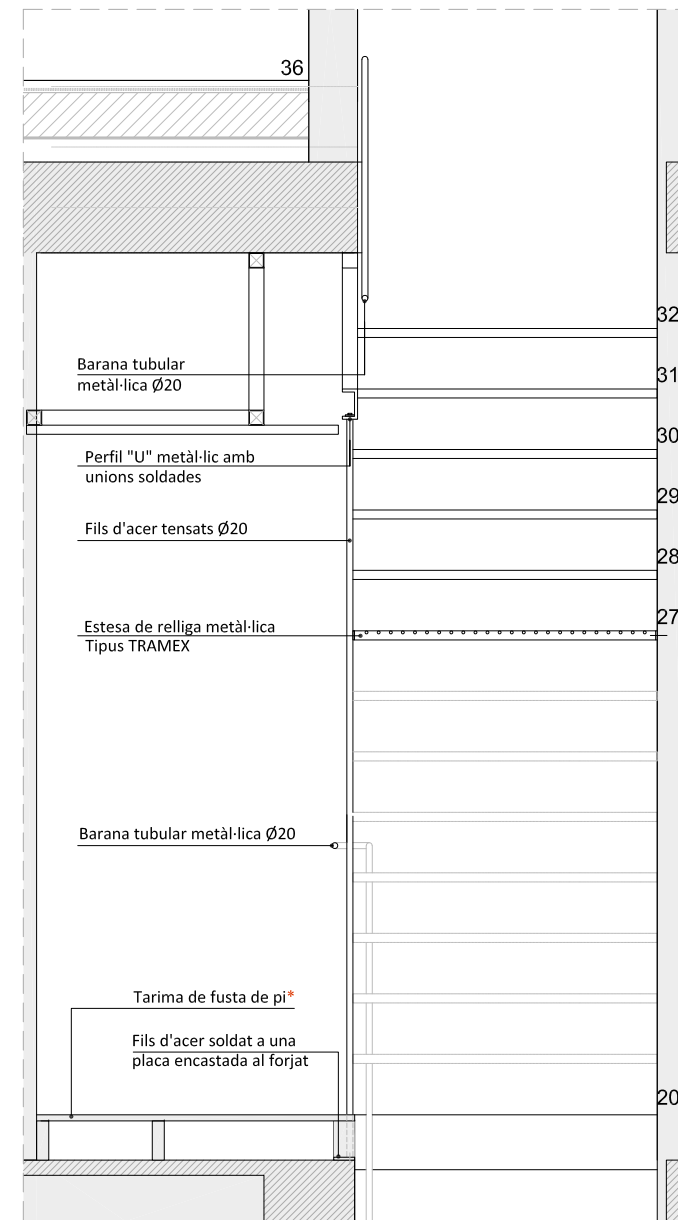 36
32
Barana tubular
metàl·lica Ø20
31
30
Perfil "U" metàl·lic amb
unions soldades
29
Fils d'acer tensats Ø20
28
27
Estesa de relliga metàl·lica
Tipus TRAMEX
Barana tubular metàl·lica Ø20
Tarima de fusta de pi*
Fils d'acer soldat a una
placa encastada al forjat
20